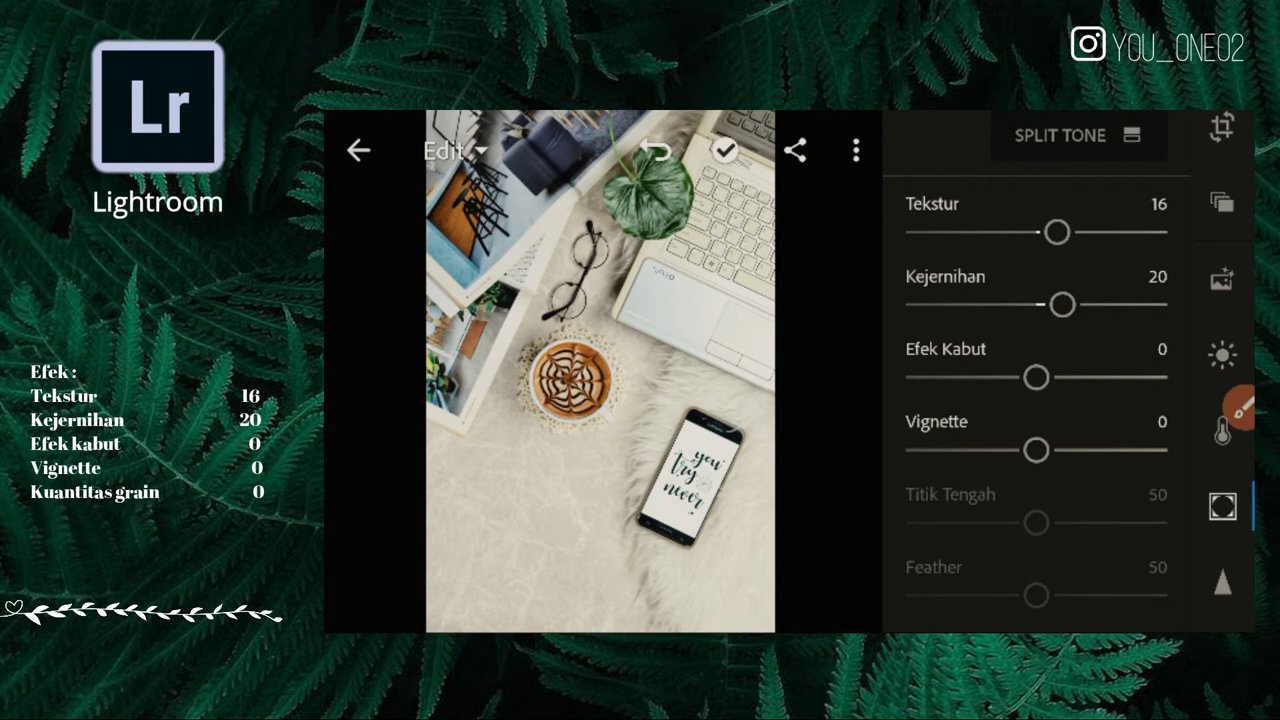 Lr
Lightroom
YOU_ONE02
Edit
SPLIT TONE
Tekstur 16
Kejernihan 20
Efek Kabut 0
Vignette 0
Titik Tengah 50
Feather 50
VAIO
you
try
never
Efek :
Tekstur 16
Kejernihan 20
Efek kabut 0
Vignette 0
Kuantitas grain 0